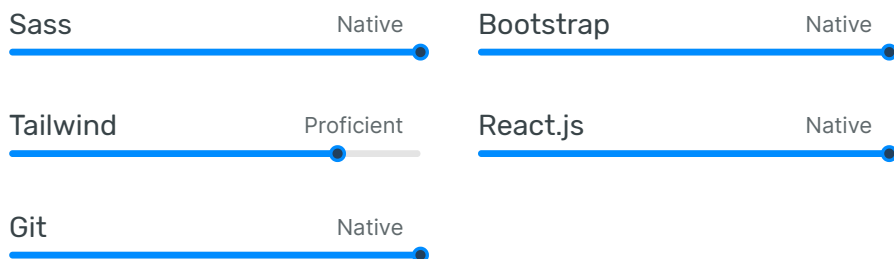 Sass Native
Bootstrap Native
Tailwind Proficient
React.js Native
Git Native